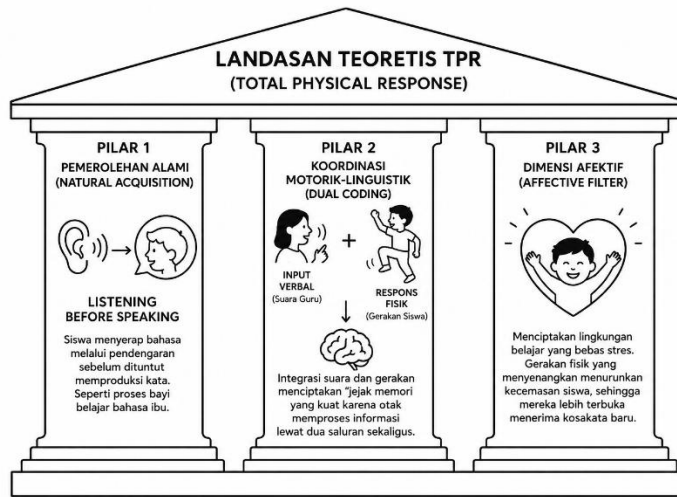 LANDASAN TEORETIS TPR
(TOTAL PHYSICAL RESPONSE)
PILAR 1
PEMEROLEHAN ALAMI
(NATURAL ACQUISITION)
LISTENING
BEFORE SPEAKING
Siswa menyerap bahasa
melalui pendengaran
sebelum dituntut
memproduksi kata.
Seperti proses bayi
belajar bahasa ibu.
PILAR 2
KOORDINASI
MOTORIK-LINGUISTIK
(DUAL CODING)
INPUT
VERBAL
(Suara Guru)
+
RESPONS
FISIK
(Gerakan Siswa)
Integrasi suara dan gerakan
menciptakan "jejak memori
yang kuat karena otak
memproses informasi
lewat dua saluran sekaligus.
PILAR 3
DIMENSI AFEKTIF
(AFFECTIVE FILTER)
Menciptakan lingkungan
belajar yang bebas stres.
Gerakan fisik yang
menyenangkan menurunkan
kecemasan siswa, sehingga
mereka lebih terbuka
menerima kosakata baru.